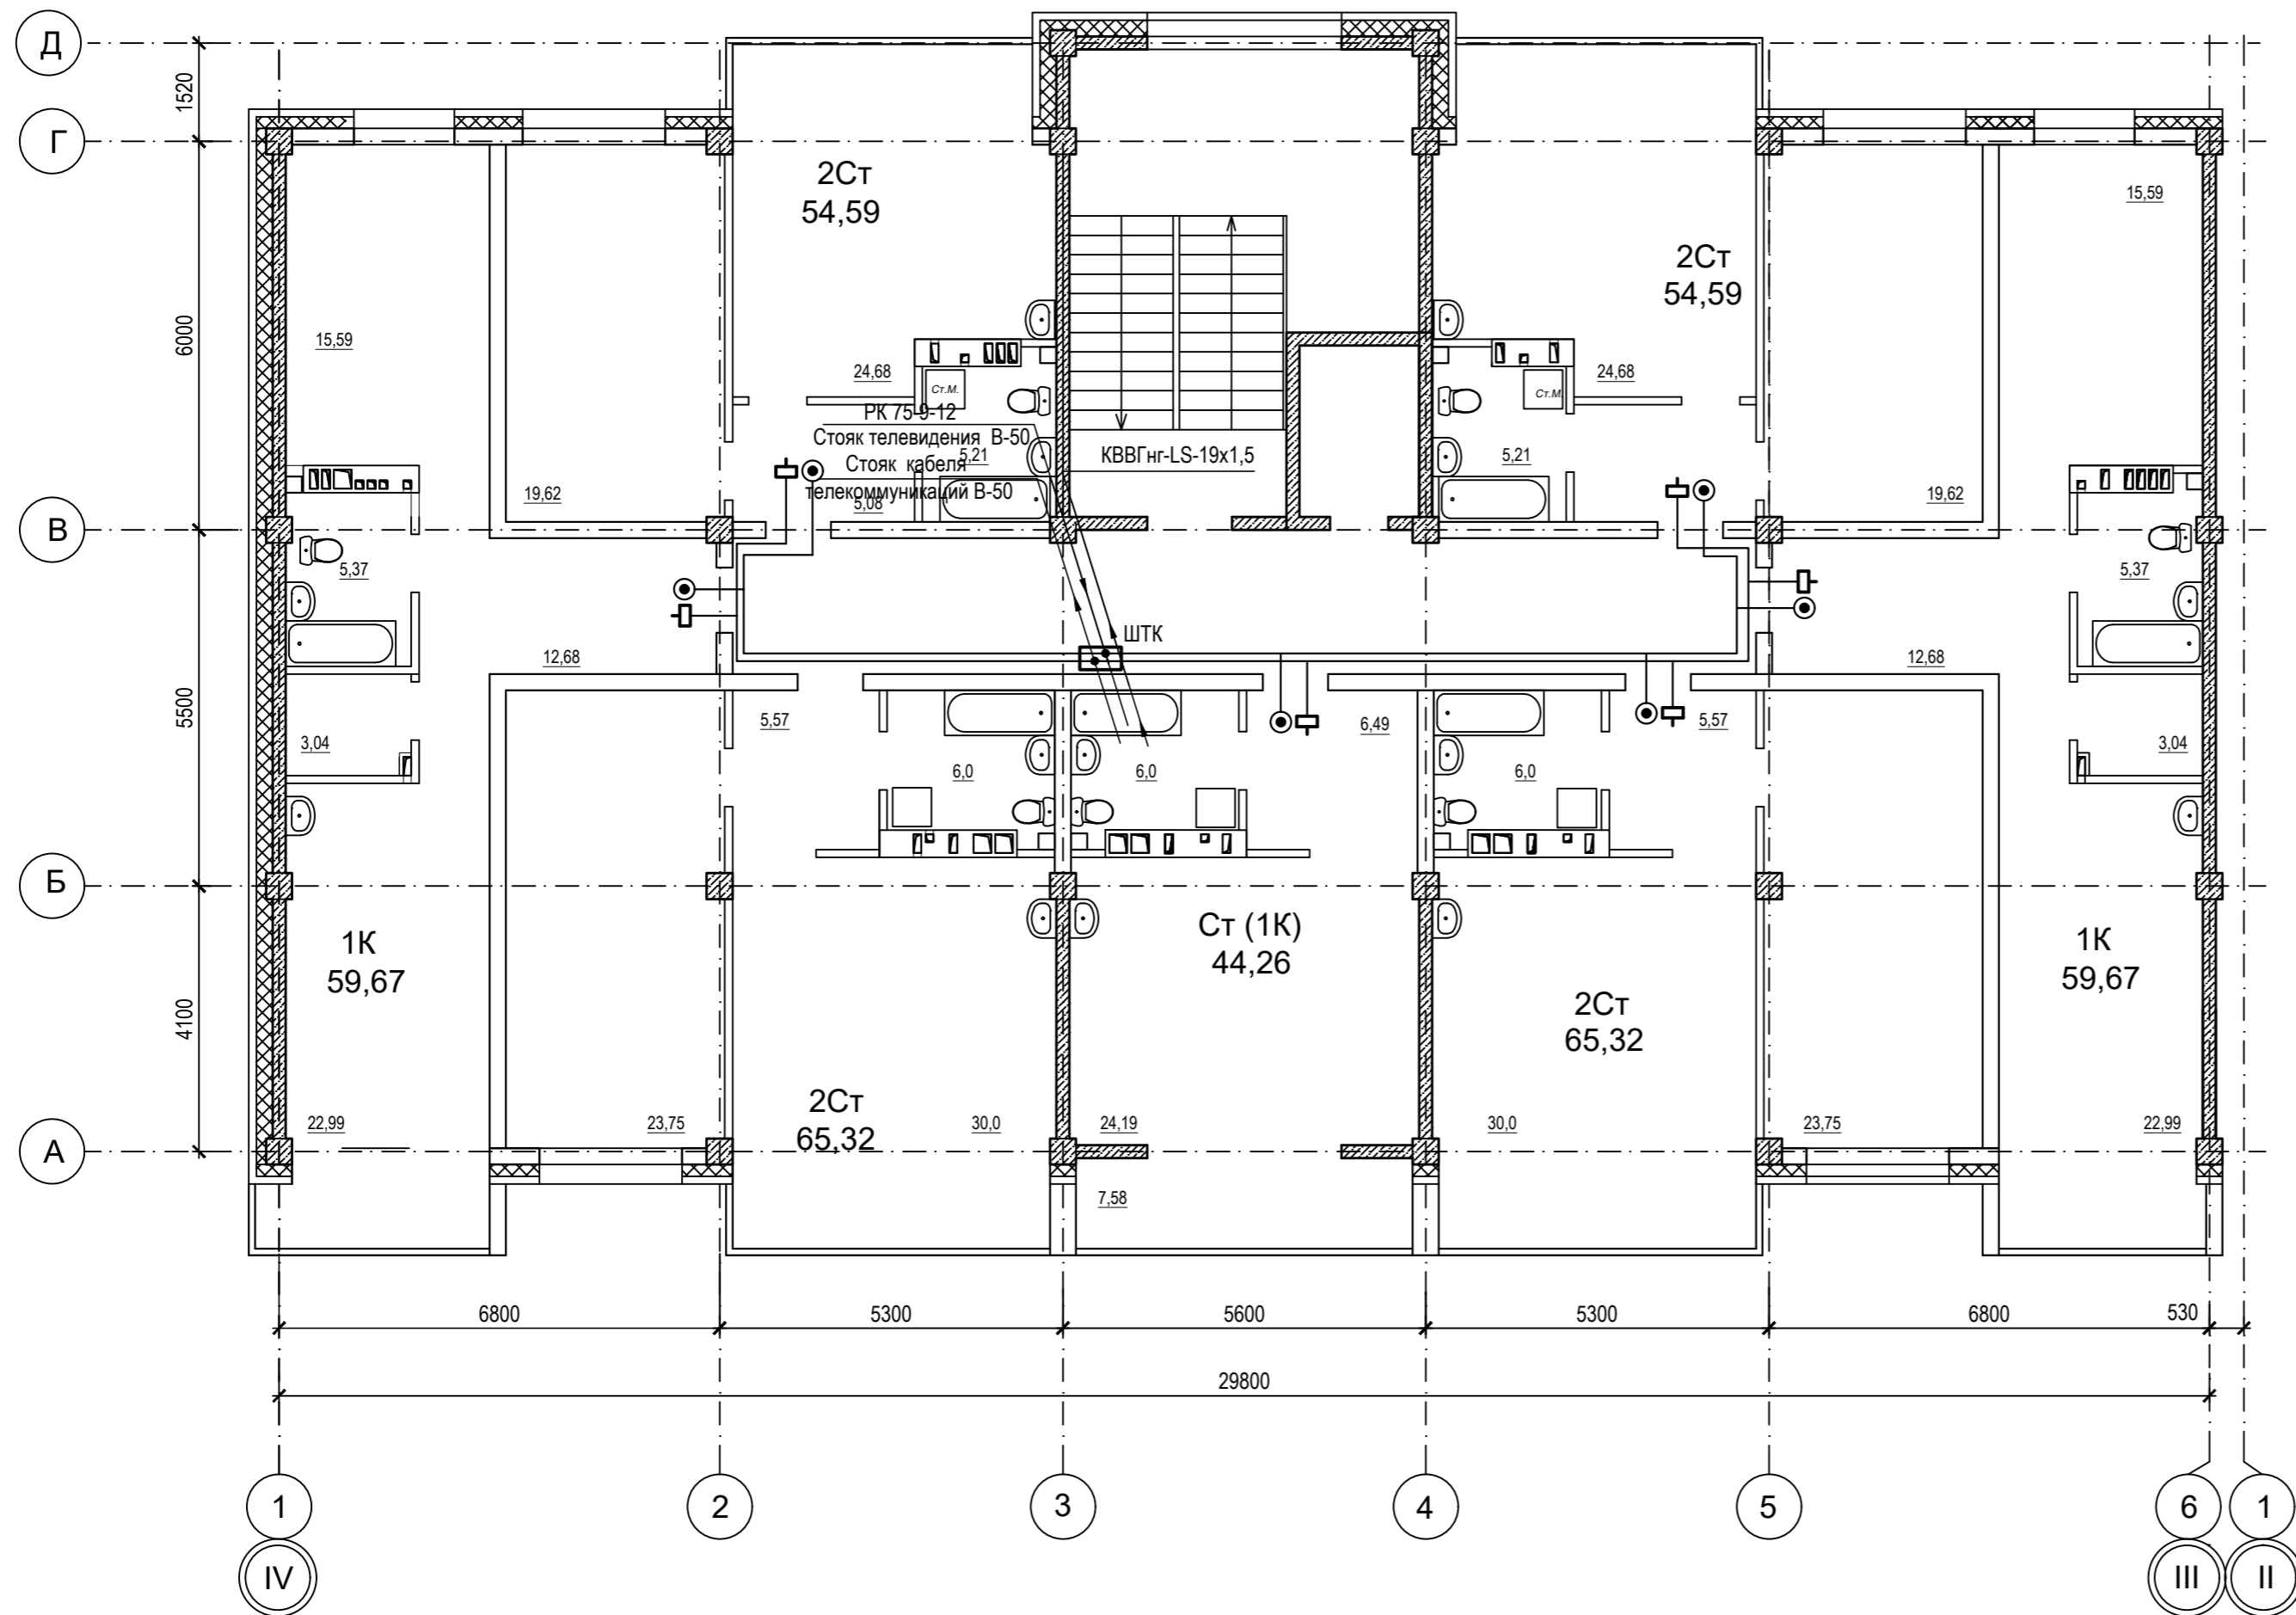 Д
1520
Г
2Ст
54,59
15,59
2Ст
54,59
6000
15,59
24,68
24,68
Ст.М.
Ст.М.
РК 75-9-12
Стояк телевидения В-50
Стояк кабеля
телекоммуникаций В-50
5,21
КВВГнг-LS-19х1,5
5,21
19,62
5,08
19,62
В
5,37
5,37
ШТК
12,68
12,68
5500
5,57
6,49
5,57
3,04
3,04
6,0
6,0
6,0
Б
1К
59,67
Ст (1К)
44,26
1К
59,67
2Ст
65,32
4100
2Ст
65,32
22,99
23,75
30,0
24,19
30,0
23,75
22,99
А
7,58
6800
5300
5600
5300
6800
530
29800
1
2
3
4
5
6
1
IV
III
II